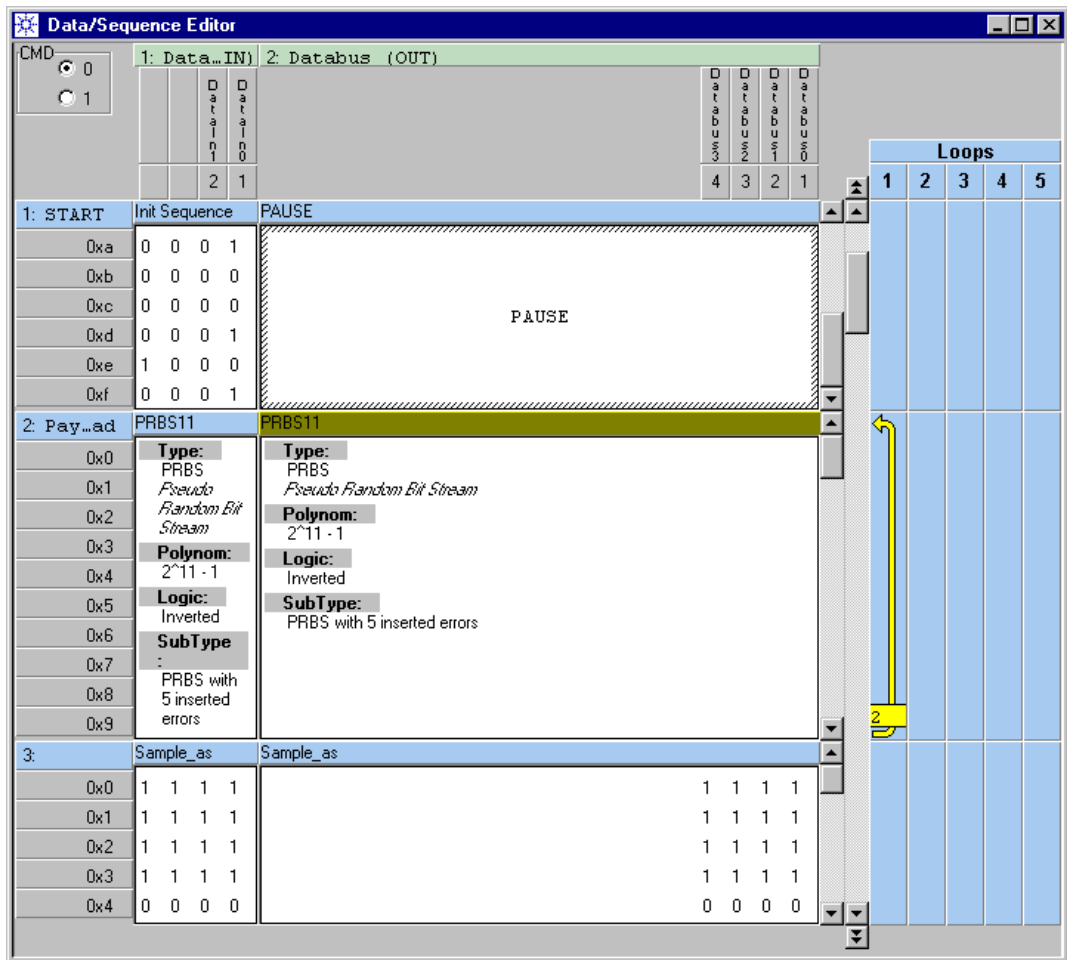 Data/Sequence Editor
CMD
0
1
1: Data…IN) 2: Databus (OUT)
DataIn1 DataIn0 Databus3 Databus2 Databus1 Databus0
Loops
2 1 4 3 2 1 1 2 3 4 5
1: START Init Sequence PAUSE
0xa 0 0 0 1
0xb 0 0 0 0
0xc 0 0 0 0
PAUSE
0xd 0 0 0 1
0xe 1 0 0 0
0xf 0 0 0 1
2: Pay…ad PRBS11 PRBS11
0x0
0x1
0x2
0x3
0x4
0x5
0x6
0x7
0x8
0x9
Type:
PRBS
Pseudo
Random Bit
Stream
Polynom:
2^11 - 1
Logic:
Inverted
SubType
:
PRBS with
5 inserted
errors
Type:
PRBS
Pseudo Random Bit Stream
Polynom:
2^11 - 1
Logic:
Inverted
SubType:
PRBS with 5 inserted errors
2
3: Sample_as Sample_as
0x0 1 1 1 1 1 1 1 1
0x1 1 1 1 1 1 1 1 1
0x2 1 1 1 1 1 1 1 1
0x3 1 1 1 1 1 1 1 1
0x4 0 0 0 0 0 0 0 0